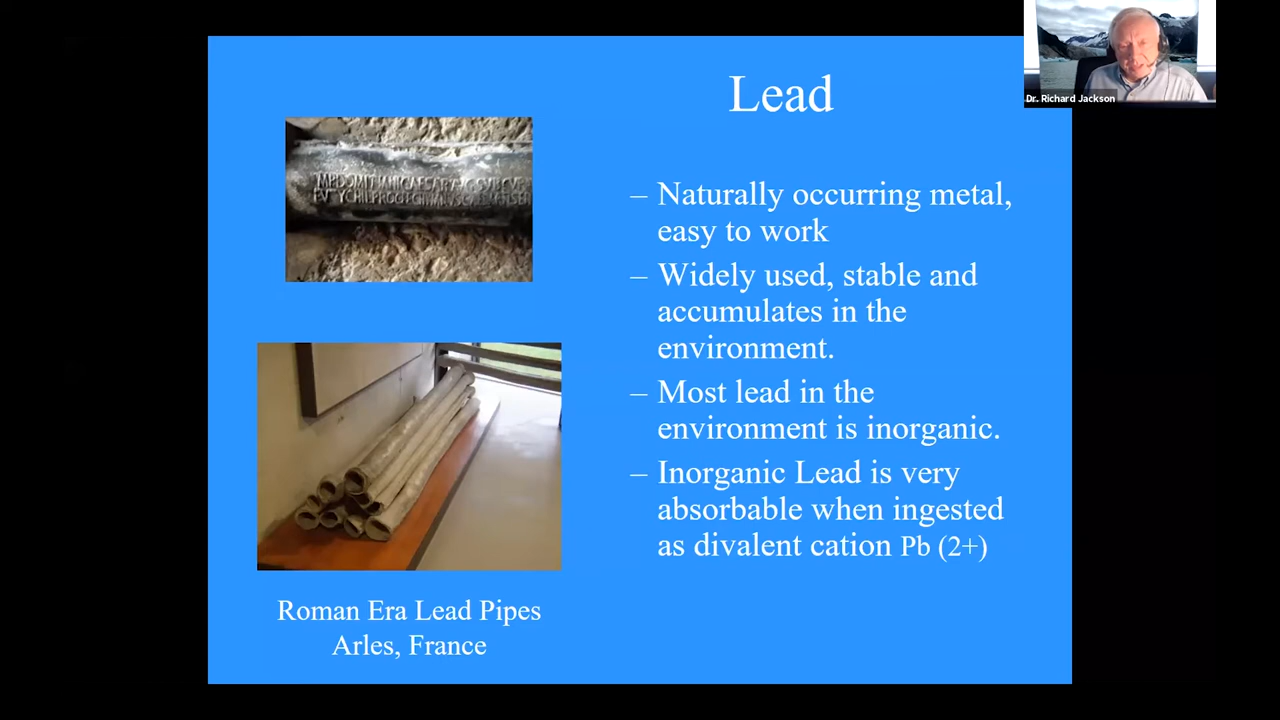 Dr. Richard Jackson
Lead
– Naturally occurring metal,
easy to work
– Widely used, stable and
accumulates in the
environment.
– Most lead in the
environment is inorganic.
– Inorganic Lead is very
absorbable when ingested
as divalent cation Pb (2+)
Roman Era Lead Pipes
Arles, France